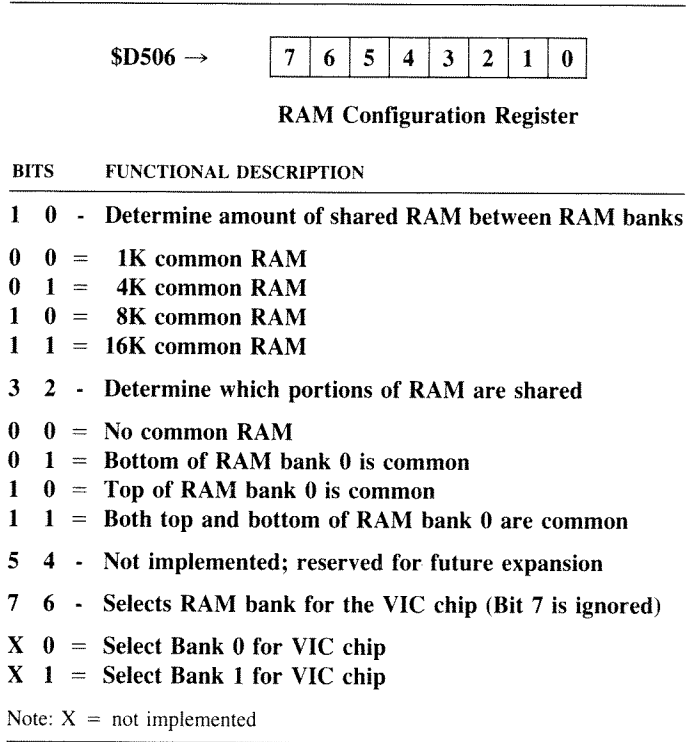 $D506 → 7 6 5 4 3 2 1 0
RAM Configuration Register
BITS FUNCTIONAL DESCRIPTION
1 0 - Determine amount of shared RAM between RAM banks
0 0 = 1K common RAM
0 1 = 4K common RAM
1 0 = 8K common RAM
1 1 = 16K common RAM
3 2 - Determine which portions of RAM are shared
0 0 = No common RAM
0 1 = Bottom of RAM bank 0 is common
1 0 = Top of RAM bank 0 is common
1 1 = Both top and bottom of RAM bank 0 are common
5 4 - Not implemented; reserved for future expansion
7 6 - Selects RAM bank for the VIC chip (Bit 7 is ignored)
X 0 = Select Bank 0 for VIC chip
X 1 = Select Bank 1 for VIC chip
Note: X = not implemented